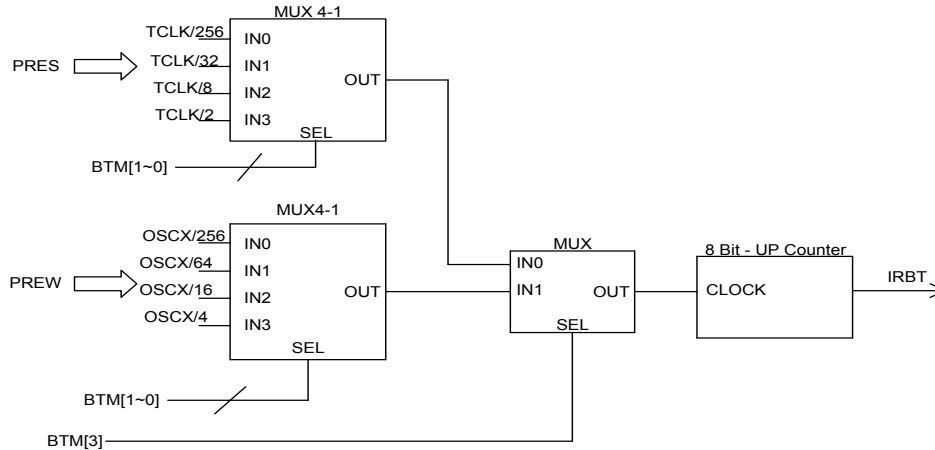 MUX 4-1
TCLK/256
IN0
PRES
TCLK/32
IN1
OUT
TCLK/8
IN2
TCLK/2
IN3
SEL
BTM[1~0]
MUX4-1
OSCX/256
IN0
PREW
OSCX/64
IN1
OSCX/16
IN2
OUT
OSCX/4
IN3
SEL
BTM[1~0]
MUX
IN0
IN1
OUT
SEL
BTM[3]
8 Bit - UP Counter
CLOCK
IRBT